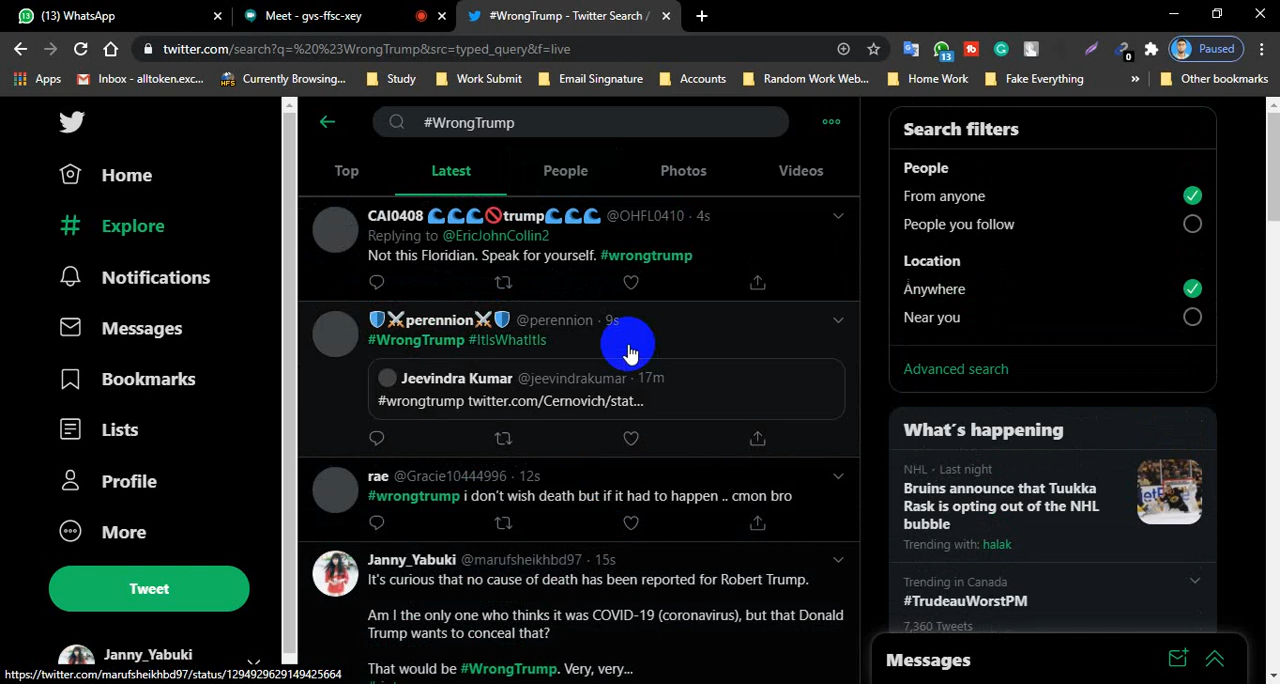 (13) WhatsApp
Meet - gvs-ffsc-xey
#WrongTrump - Twitter Search /
twitter.com/search?q=%20%23WrongTrump&src=typed_query&f=live
13
0
Paused
Apps
Inbox - alltoken.exc...
Currently Browsing...
Study
Work Submit
Email Singnature
Accounts
Random Work Web...
Home Work
Fake Everything
»
Other bookmarks
Home
Explore
Notifications
Messages
Bookmarks
Lists
Profile
More
Tweet
Janny_Yabuki
https://twitter.com/marufsheikhbd97/status/1294929629149425664
#WrongTrump
Top
Latest
People
Photos
Videos
CAI0408 🌊🌊🌊🚫trump🌊🌊🌊 @OHFL0410 · 4s
Replying to @EricJohnCollin2
Not this Floridian. Speak for yourself. #wrongtrump
🛡⚔perennion⚔🛡 @perennion · 9s
#WrongTrump #ItIsWhatItIs
Jeevindra Kumar @jeevindrakumar · 17m
#wrongtrump twitter.com/Cernovich/stat...
rae @Gracie10444996 · 12s
#wrongtrump i don't wish death but if it had to happen .. cmon bro
Janny_Yabuki @marufsheikhbd97 · 15s
It's curious that no cause of death has been reported for Robert Trump.
Am I the only one who thinks it was COVID-19 (coronavirus), but that Donald
Trump wants to conceal that?
That would be #WrongTrump. Very, very...
Search filters
People
From anyone
People you follow
Location
Anywhere
Near you
Advanced search
What's happening
NHL · Last night
Bruins announce that Tuukka
Rask is opting out of the NHL
bubble
Trending with: halak
Trending in Canada
#TrudeauWorstPM
7,360 Tweets
Messages